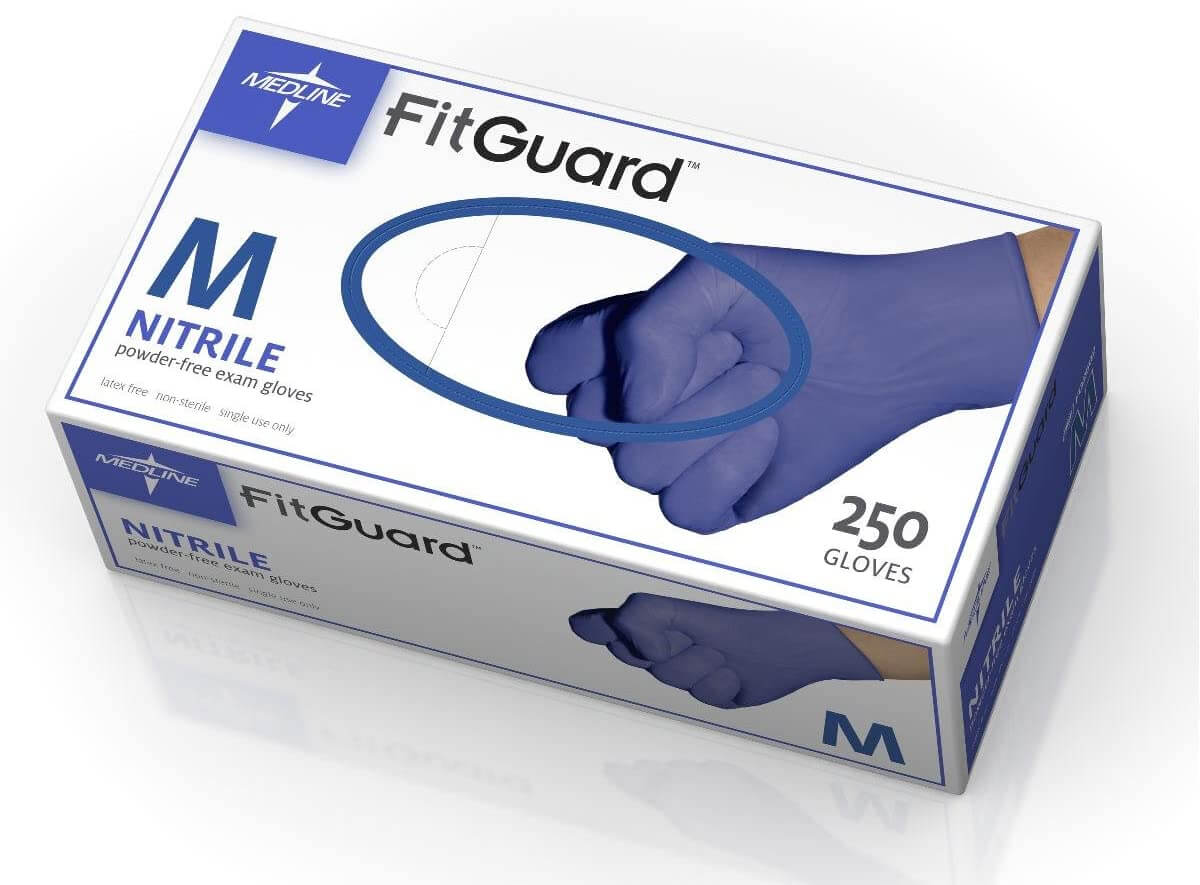 MEDLINE
FitGuard™
M
NITRILE
powder-free exam gloves
latex free non-sterile single use only
250
GLOVES
MEDLINE
FitGuard™
NITRILE
powder-free exam gloves
latex free non-sterile single use only
M
FitGuard
M
NITRILE